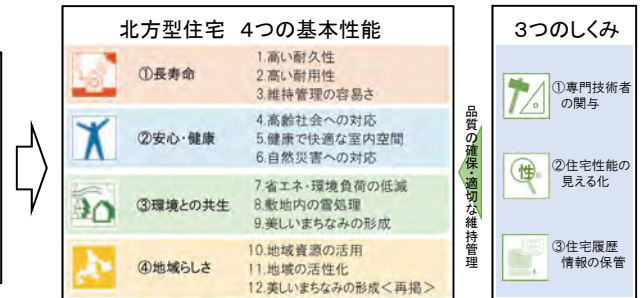 北方型住宅 4つの基本性能
①長寿命
1.高い耐久性
2.高い耐用性
3.維持管理の容易さ
②安心・健康
4.高齢社会への対応
5.健康で快適な室内空間
6.自然災害への対応
③環境との共生
7.省エネ・環境負荷の低減
8.敷地内の雪処理
9.美しいまちなみの形成
④地域らしさ
10.地域資源の活用
11.地域の活性化
12.美しいまちなみの形成<再掲>
品質の確保・適切な維持管理
3つのしくみ
①専門技術者
の関与
性
②住宅性能の
見える化
③住宅履歴
情報の保管